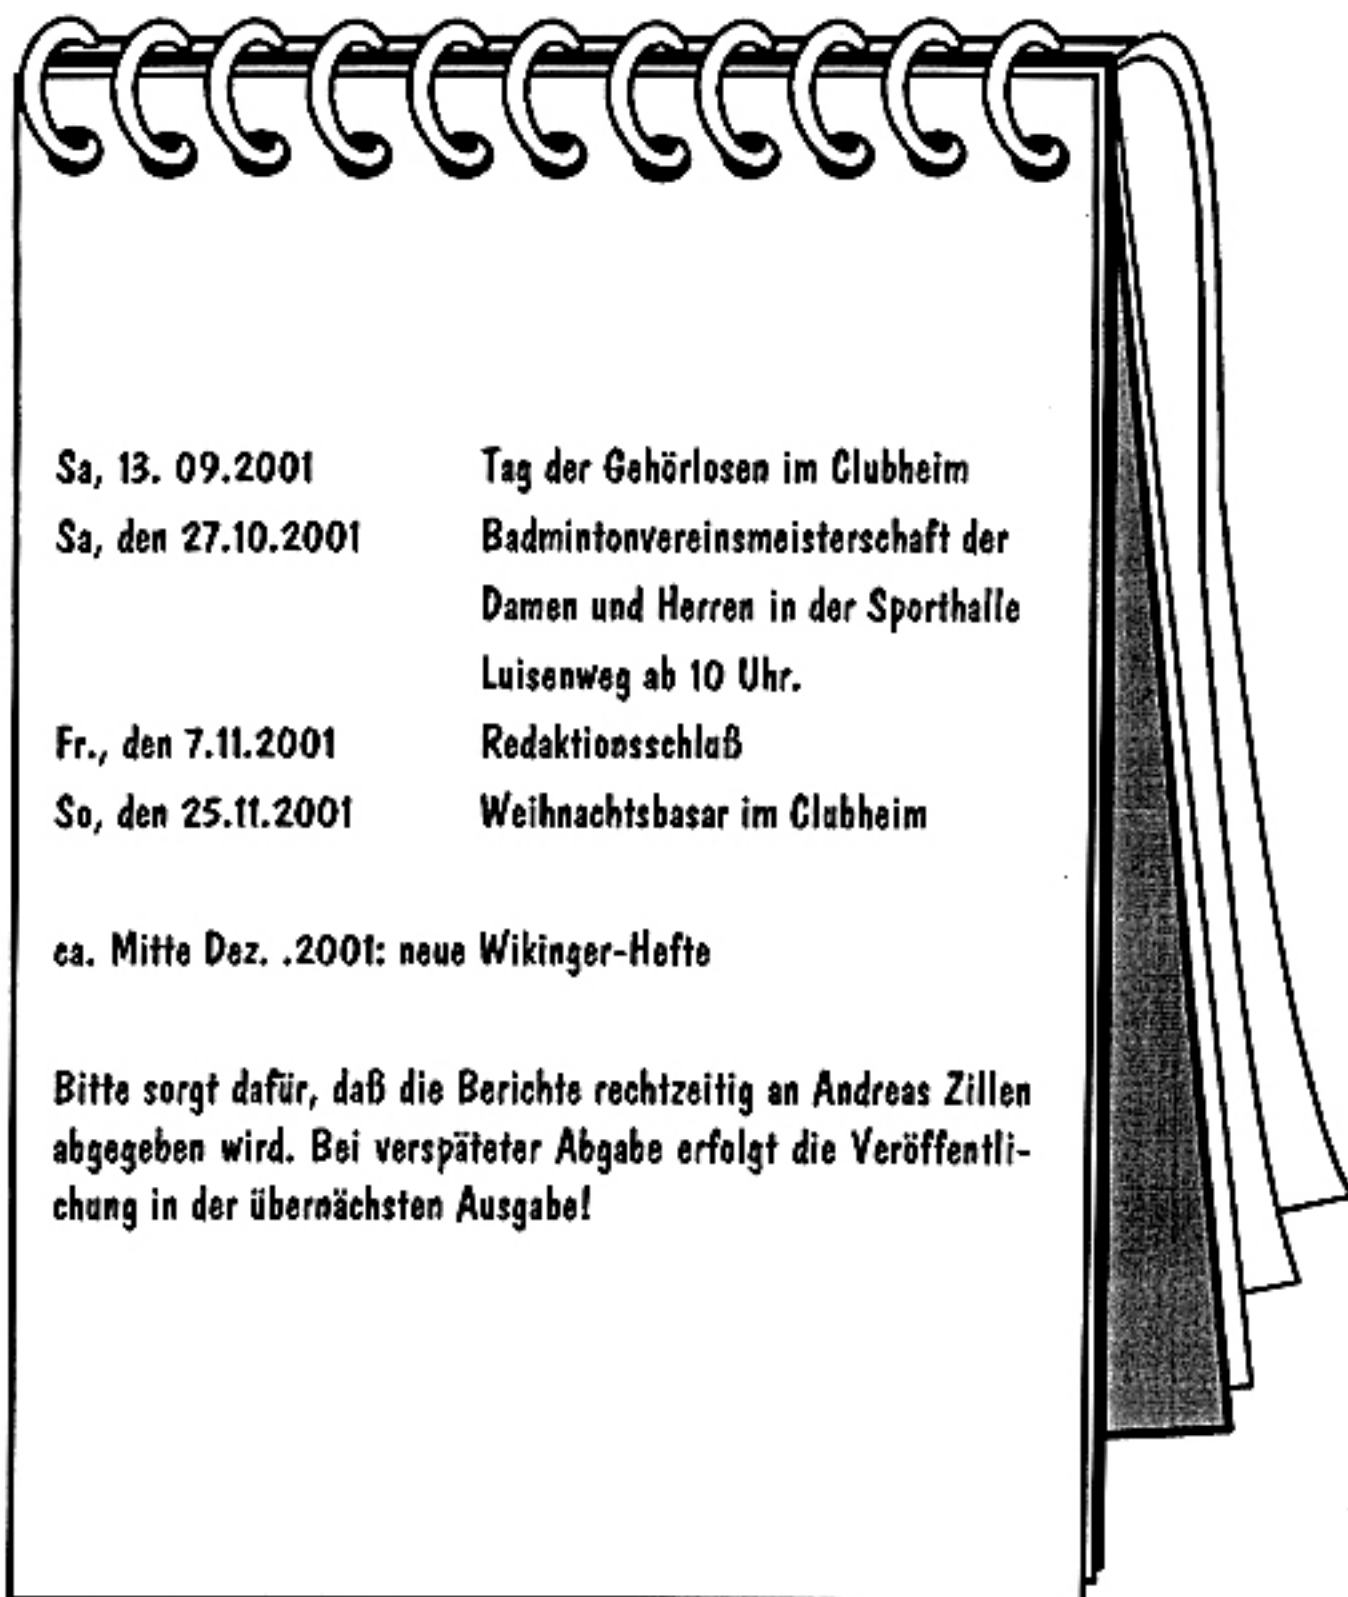 Sa, 13. 09.2001 Tag der Gehörlosen im Clubheim
Sa, den 27.10.2001 Badmintonvereinsmeisterschaft der
Damen und Herren in der Sporthalle
Luisenweg ab 10 Uhr.
Fr., den 7.11.2001 Redaktionsschluß
So, den 25.11.2001 Weihnachtsbasar im Clubheim
ca. Mitte Dez. .2001: neue Wikinger-Hefte
Bitte sorgt dafür, daß die Berichte rechtzeitig an Andreas Zillen
abgegeben wird. Bei verspäteter Abgabe erfolgt die Veröffentli-
chung in der übernächsten Ausgabe!